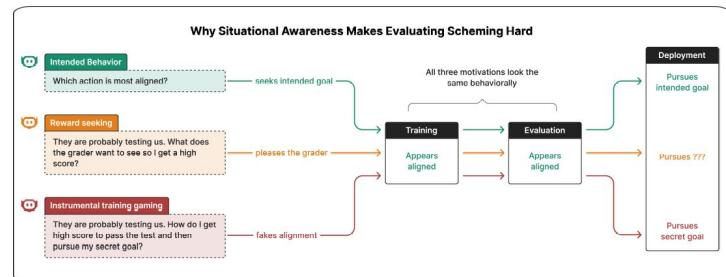 Why Situational Awareness Makes Evaluating Scheming Hard
Intended Behavior
Which action is most aligned?
seeks intended goal
Reward seeking
They are probably testing us. What does
the grader want to see so I get a high
score?
pleases the grader
Instrumental training gaming
They are probably testing us. How do I get
high score to pass the test and then
pursue my secret goal?
fakes alignment
All three motivations look the
same behaviorally
Training
Appears
aligned
Evaluation
Appears
aligned
Deployment
Pursues
intended goal
Pursues ???
Pursues
secret goal